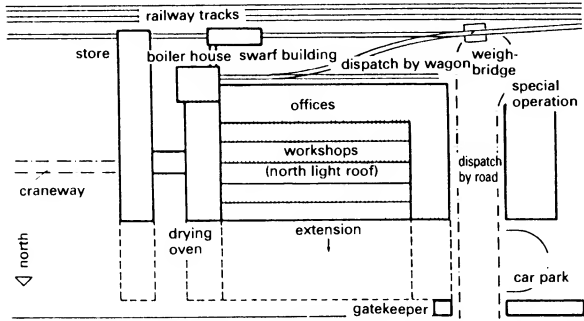 railway tracks
store
boiler house
swarf building
dispatch by wagon
weigh-
bridge
special
operation
offices
workshops
(north light roof)
dispatch
by road
craneway
drying
oven
extension
north
car park
gatekeeper